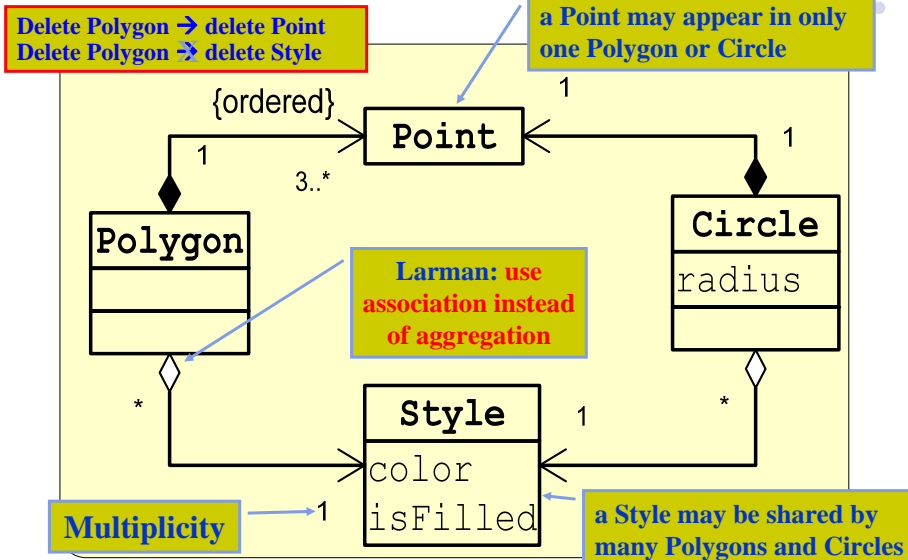 Delete Polygon → delete Point
Delete Polygon → delete Style
a Point may appear in only
one Polygon or Circle
{ordered}
1
Point
1
1
3..*
Polygon
Circle
radius
Larman: use
association instead
of aggregation
*
Style
1
*
color
isFilled
Multiplicity
1
a Style may be shared by
many Polygons and Circles